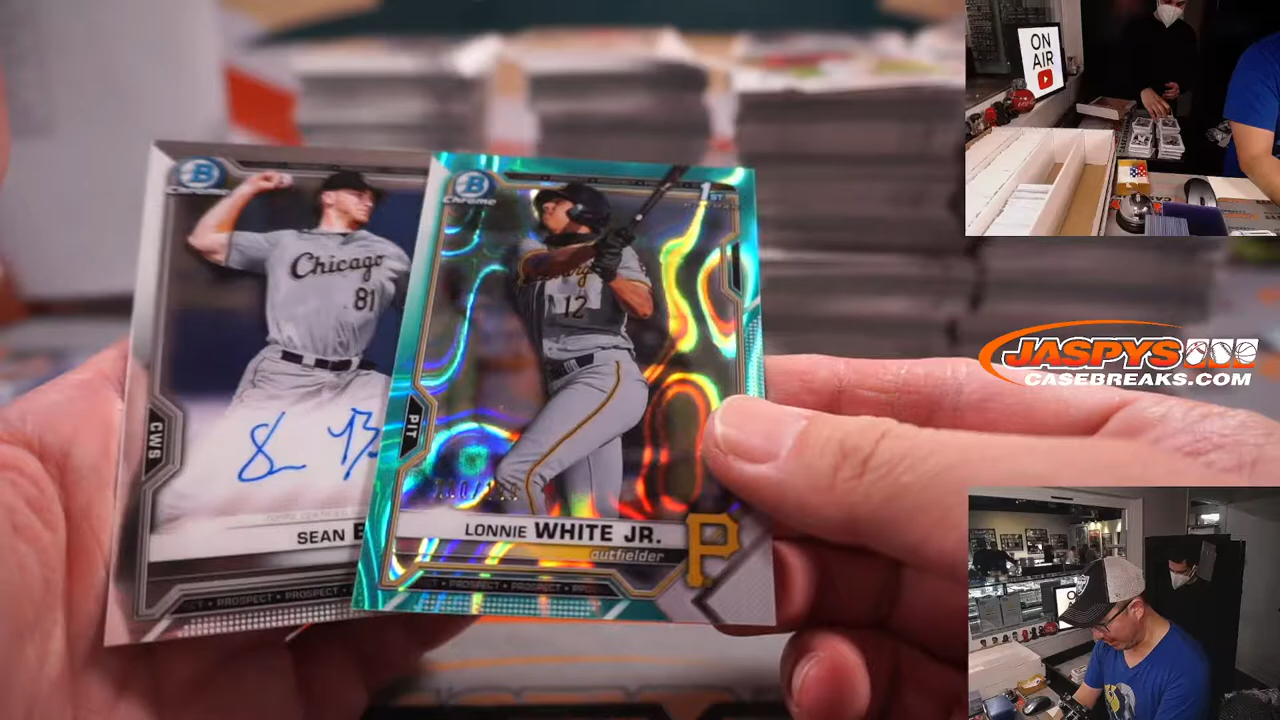 B
CHROME
Chicago
81
CWS
SEAN
PROSPECT
B
CHROME
1ST
12
PIT
LONNIE WHITE JR.
outfielder
P
PROSPECT • PROSPECT
ON
AIR
JASPYS
CASEBREAKS.COM